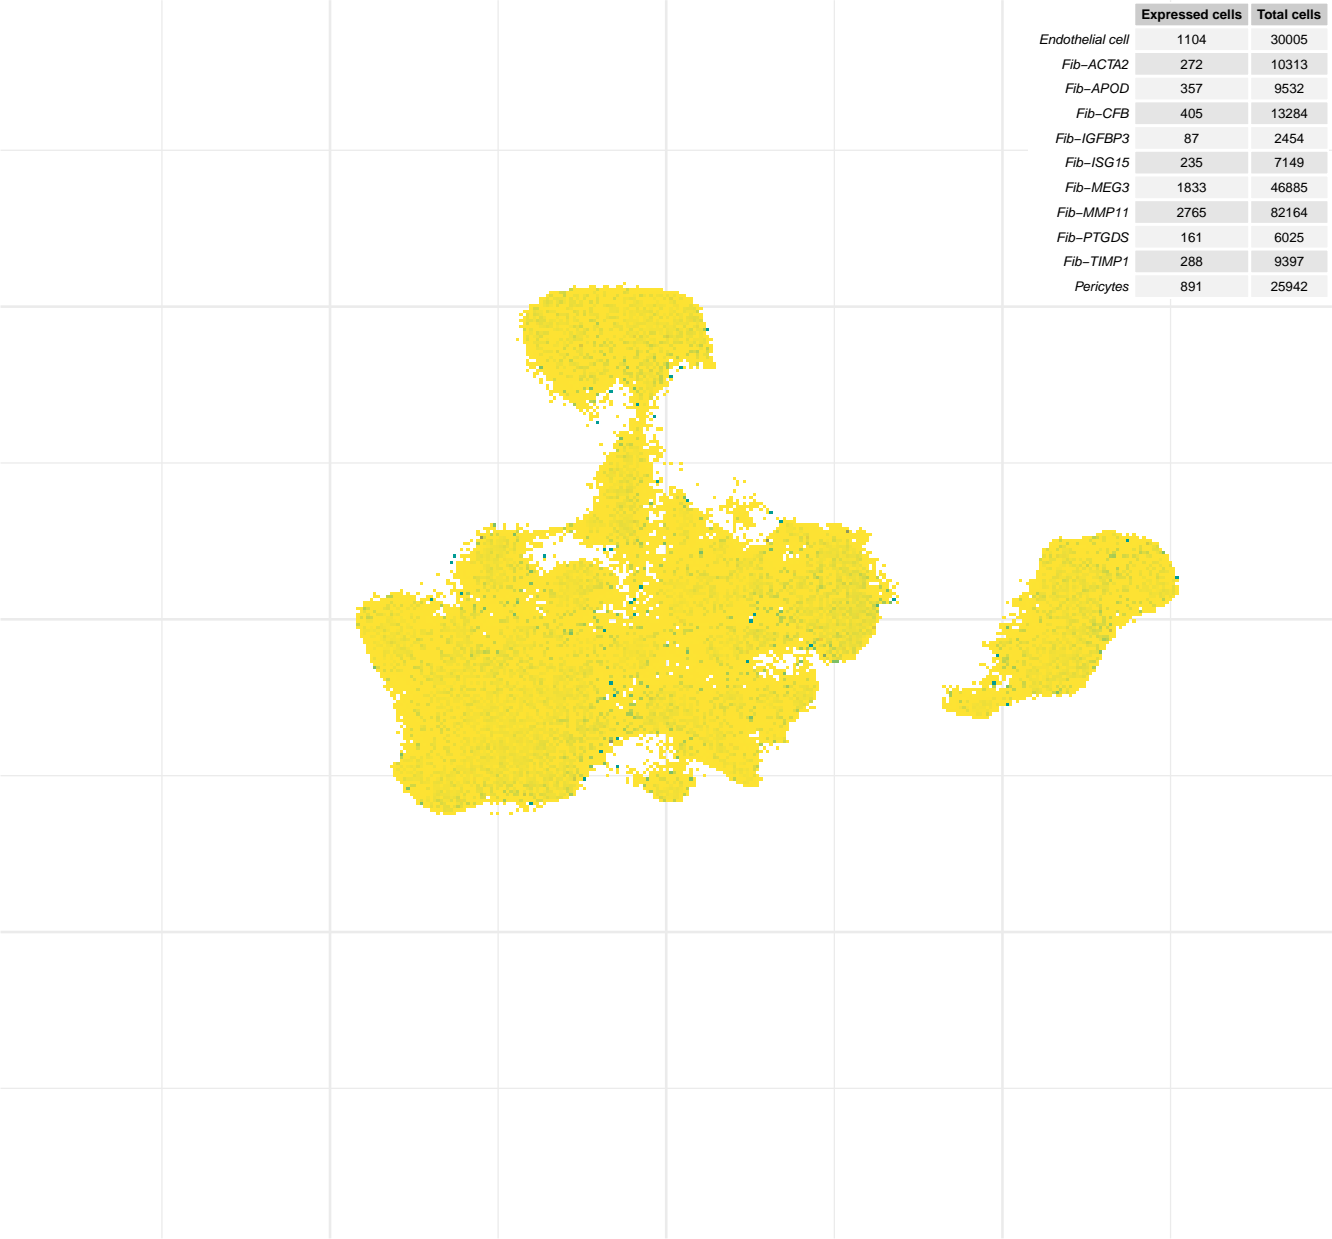 Expressed cells Total cells
Endothelial cell 1104 30005
Fib−ACTA2 272 10313
Fib−APOD 357 9532
Fib−CFB 405 13284
Fib−IGFBP3 87 2454
Fib−ISG15 235 7149
Fib−MEG3 1833 46885
Fib−MMP11 2765 82164
Fib−PTGDS 161 6025
Fib−TIMP1 288 9397
Pericytes 891 25942